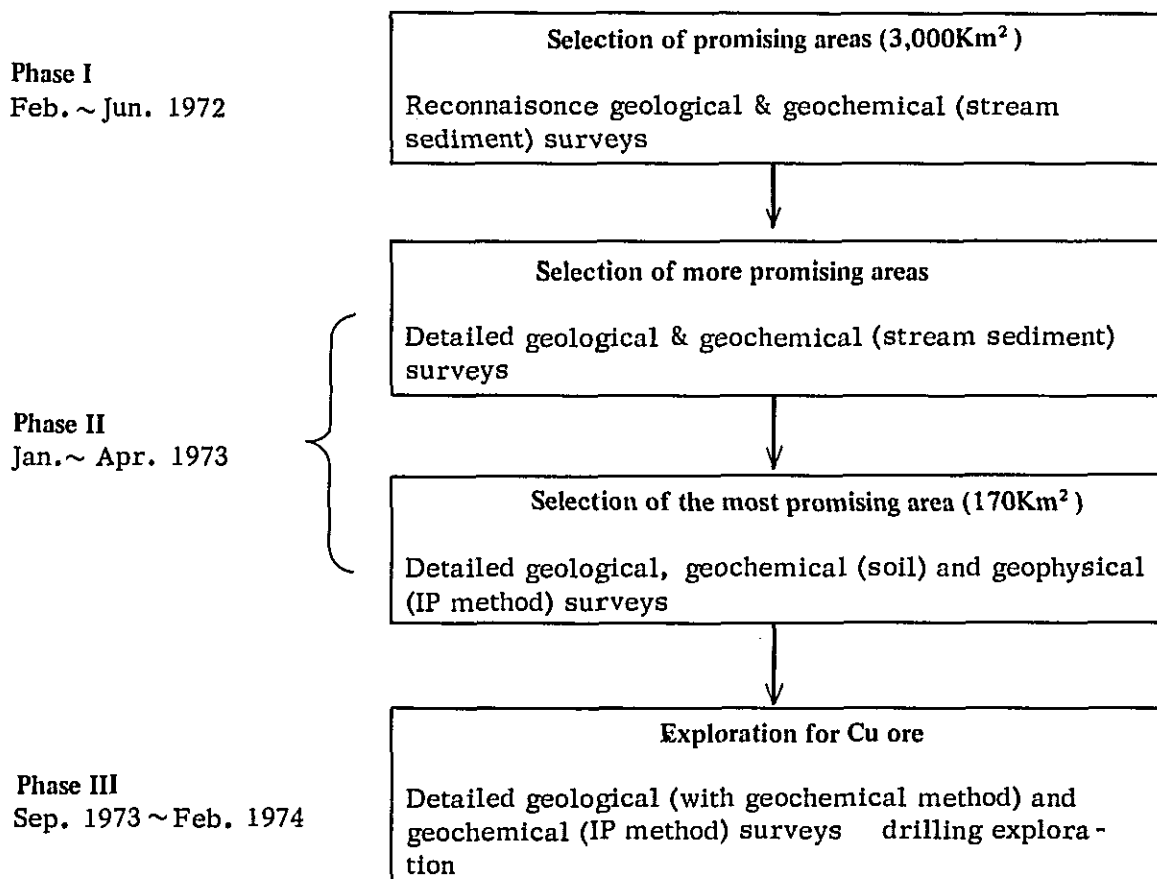 Selection of promising areas (3,000Km²)
Phase I
Feb. ~ Jun. 1972
Reconnaisonce geological & geochemical (stream
sediment) surveys
Selection of more promising areas
Detailed geological & geochemical (stream sediment)
surveys
Phase II
Jan. ~ Apr. 1973
Selection of the most promising area (170Km²)
Detailed geological, geochemical (soil) and geophysical
(IP method) surveys
Exploration for Cu ore
Phase III
Sep. 1973 ~ Feb. 1974
Detailed geological (with geochemical method) and
geochemical (IP method) surveys drilling explora-
tion